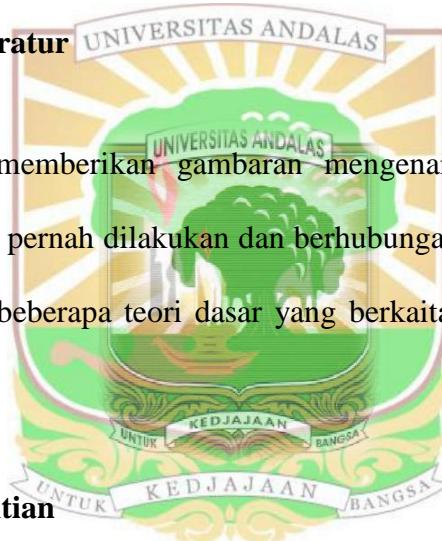 ratur
UNIVERSITAS ANDALAS
UNIVERSITAS ANDALAS
memberikan gambaran mengenai
pernah dilakukan dan berhubunga
beberapa teori dasar yang berkaita
KEDJAJAAN
UNTUK BANGSA
UNTUK KEDJAJAAN BANGSA
tian